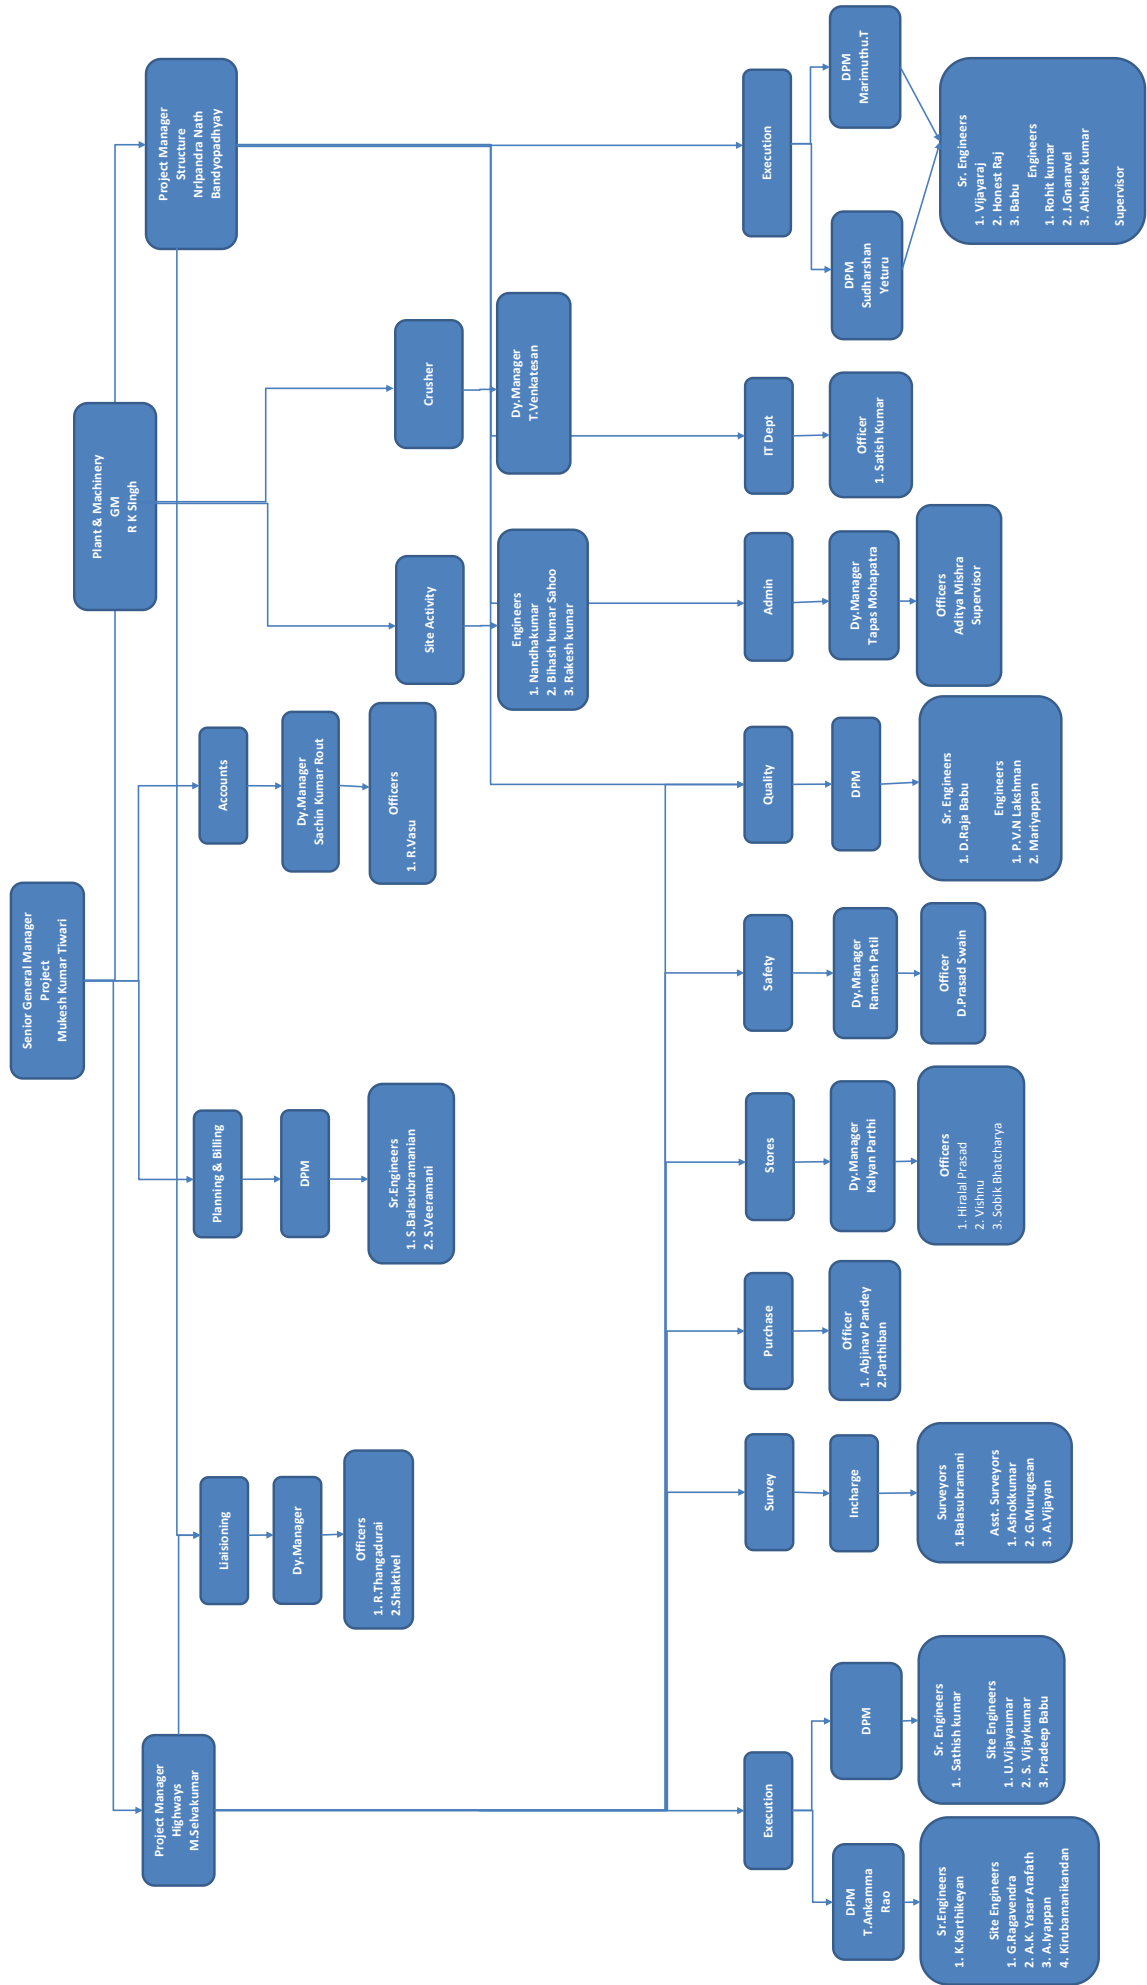 Senior General Manager
Project
Mukesh Kumar Tiwari
Project Manager
Highways
M.Selvakumar
Plant & Machinery
GM
R K SIngh
Project Manager
Structure
NrIpandra Nath
Bandyopadhyay
Liaisioning
Dy.Manager
Officers
1. R.Thangadurai
2.Shaktivel
Planning & Billing
DPM
Sr.Engineers
1. S.Balasubramanian
2. S.Veeramani
Accounts
Dy.Manager
Sachin Kumar Rout
Officers
1. R.Vasu
Site Activity
Engineers
1. Nandhakumar
2. Bihash kumar Sahoo
3. Rakesh kumar
Crusher
Dy.Manager
T.Venkatesan
Execution
DPM
T.Ankamma
Rao
Sr.Engineers
1. K.Karthikeyan
Site Engineers
1. G.Ragavendra
2. A.K. Yasar Arafath
3. A.Iyappan
4. Kirubamanikandan
DPM
Sr. Engineers
1. Sathish kumar
Site Engineers
1. U.Vijayaumar
2. S. Vijaykumar
3. Pradeep Babu
Survey
Incharge
Surveyors
1.Balasubramani
Asst. Surveyors
1. Ashokkumar
2. G.Murugesan
3. A.Vijayan
Purchase
Officer
1. Abjinav Pandey
2.Parthiban
Stores
Dy.Manager
Kalyan Parthi
Officers
1. Hiralal Prasad
2. Vishnu
3. Sobik Bhatcharya
Safety
Dy.Manager
Ramesh Patil
Officer
D.Prasad Swain
Quality
DPM
Sr. Engineers
1. D.Raja Babu
Engineers
1. P.V.N Lakshman
2. Mariyappan
Admin
Dy.Manager
Tapas Mohapatra
Officers
Aditya Mishra
Supervisor
IT Dept
Officer
1. Satish Kumar
Execution
DPM
Sudharshan
Yeturu
DPM
Marimuthu.T
Sr. Engineers
1. Vijayaraj
2. Honest Raj
3. Babu
Engineers
1. Rohit kumar
2. J.Gnanavel
3. Abhisek kumar
Supervisor